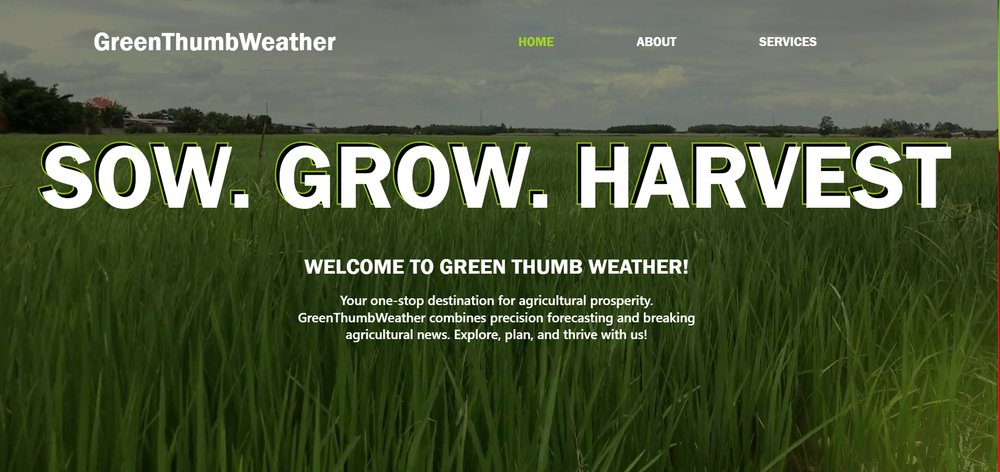 GreenThumbWeather
HOME ABOUT SERVICES
SOW. GROW. HARVEST
WELCOME TO GREEN THUMB WEATHER!
Your one-stop destination for agricultural prosperity.
GreenThumbWeather combines precision forecasting and breaking
agricultural news. Explore, plan, and thrive with us!